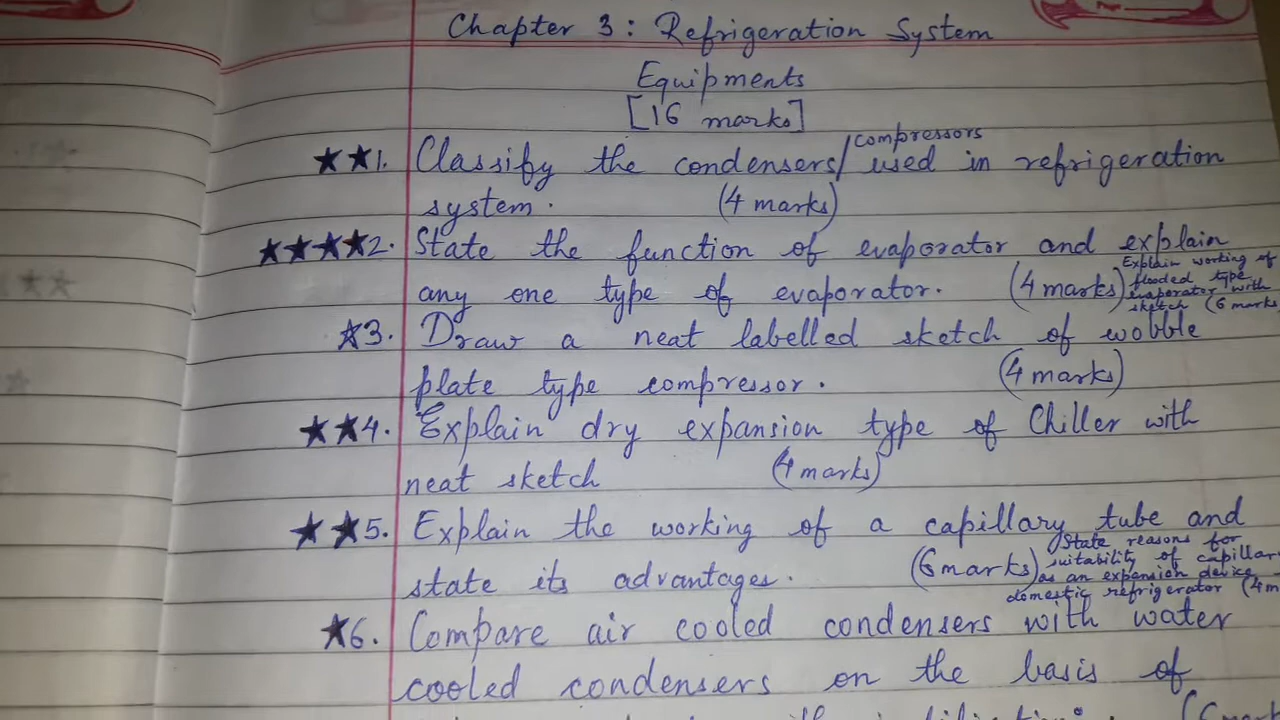 Chapter 3 : Refrigeration System
Equipments
[16 marks]
compressors
★★1. Classify the condensers/ used in refrigeration
system. (4 marks)
★★★★2. State the function of evaporator and explain
any one type of evaporator. (4 marks)
Explain working of
flooded type
evaporator with
sketch (6 marks
★3. Draw a neat labelled sketch of wobble
plate type compressor. (4 marks)
★★4. Explain dry expansion type of Chiller with
neat sketch (4 marks)
★★5. Explain the working of a capillary tube and
state its advantages. (6 marks)
State reasons for
suitability of capillar
as an expansion device
domestic refrigerator (4 m
★6. Compare air cooled condensers with water
cooled condensers on the basis of